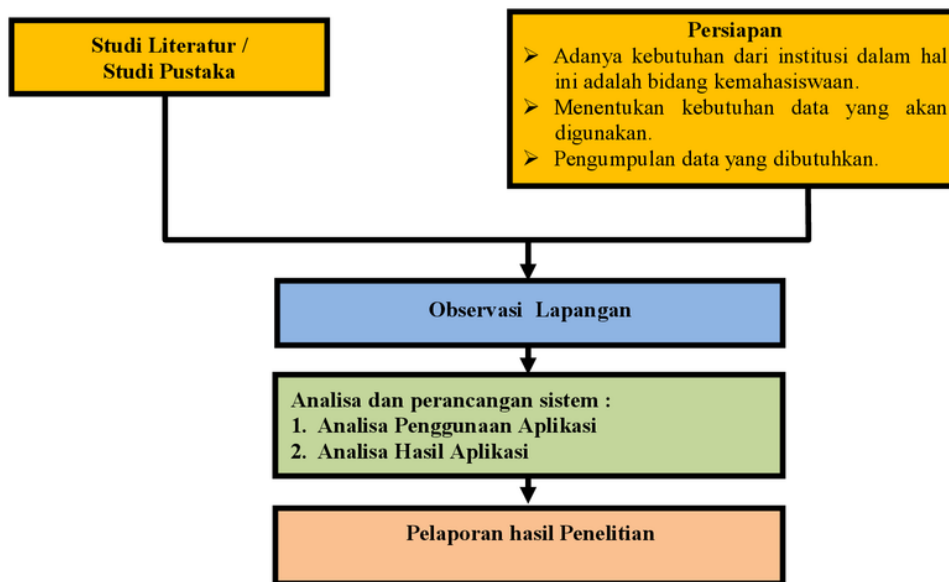 Studi Literatur /
Studi Pustaka
Persiapan
➢ Adanya kebutuhan dari institusi dalam hal
ini adalah bidang kemahasiswaan.
➢ Menentukan kebutuhan data yang akan
digunakan.
➢ Pengumpulan data yang dibutuhkan.
Observasi Lapangan
Analisa dan perancangan sistem :
1. Analisa Penggunaan Aplikasi
2. Analisa Hasil Aplikasi
Pelaporan hasil Penelitian